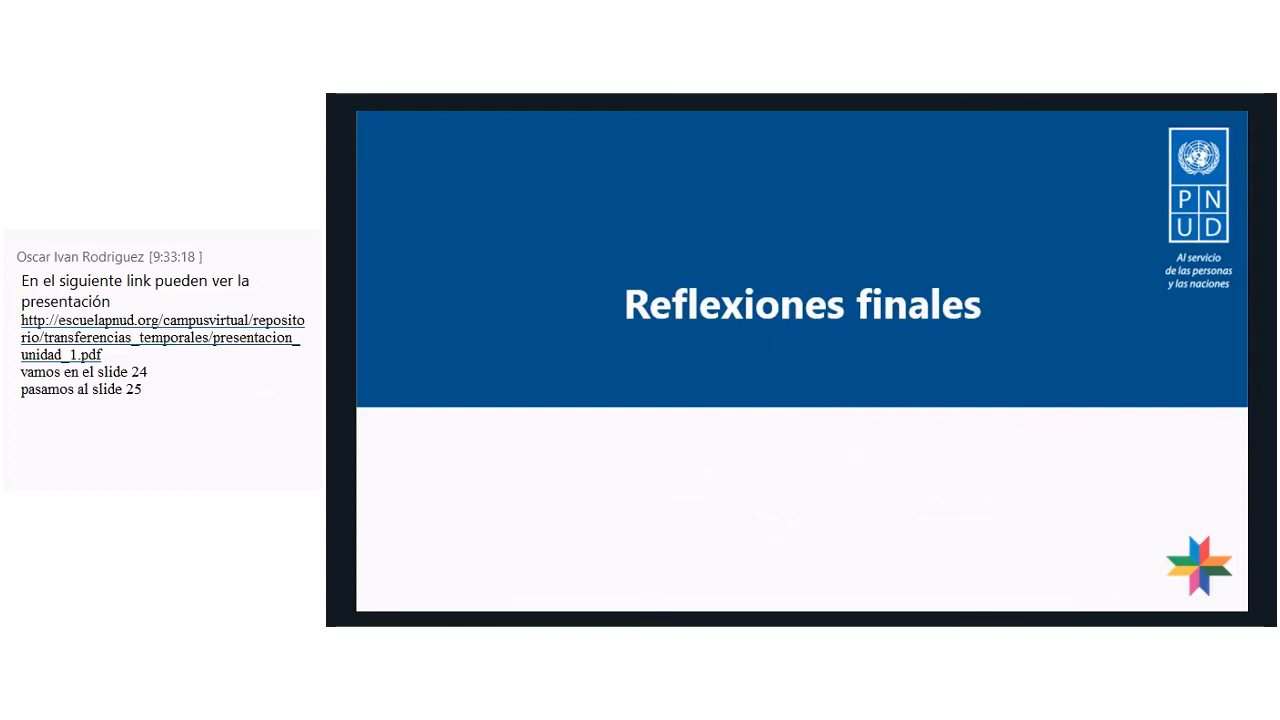 Oscar Ivan Rodriguez [9:33:18 ]
En el siguiente link pueden ver la
presentación
http://escuelapnud.org/campusvirtual/reposito
rio/transferencias_temporales/presentacion_
unidad_1.pdf
vamos en el slide 24
pasamos al slide 25
Reflexiones finales
P N
U D
Al servicio
de las personas
y las naciones